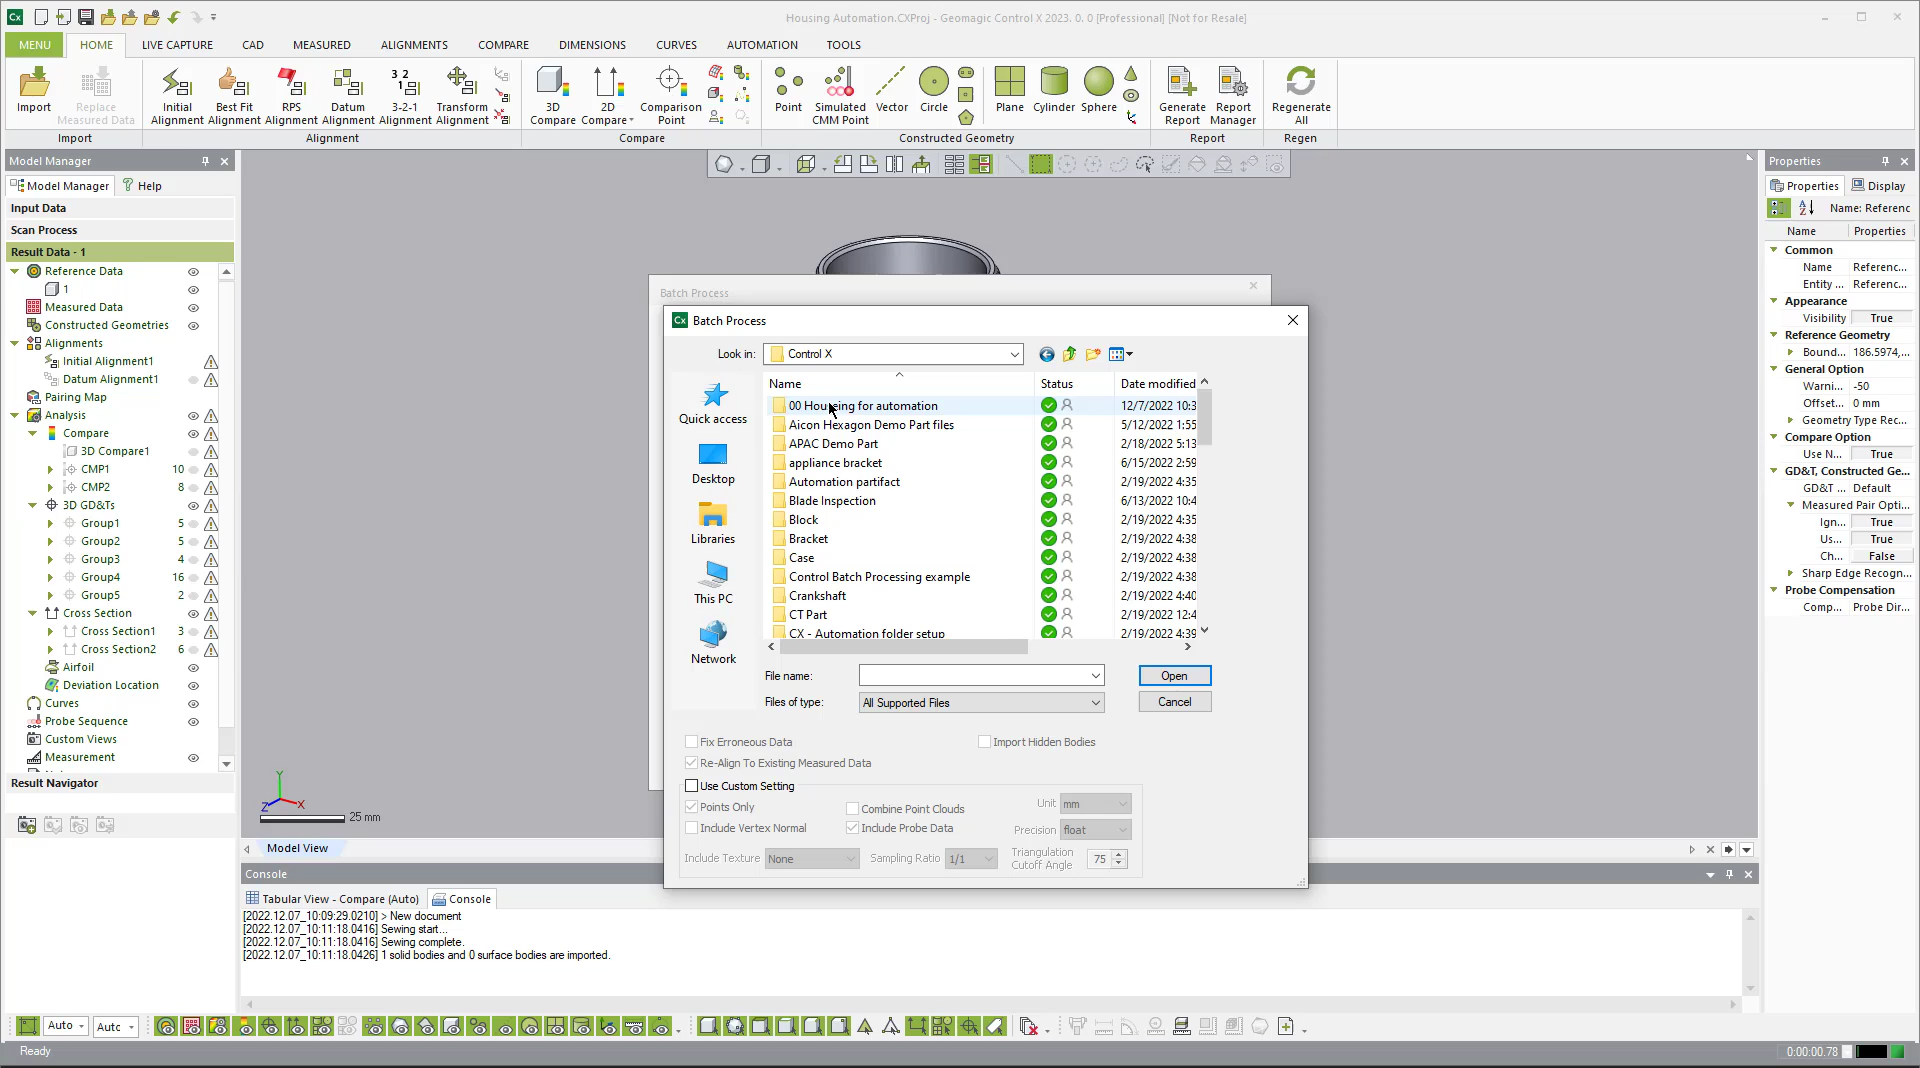 Housing Automation.CXProj - Geomagic Control X 2023. 0. 0 [Professional] [Not for Resale]
MENU HOME LIVE CAPTURE CAD MEASURED ALIGNMENTS COMPARE DIMENSIONS CURVES AUTOMATION TOOLS
Import
Replace Measured Data
Initial Alignment
Best Fit Alignment
RPS Alignment
Datum Alignment
3-2-1 Alignment
Transform Alignment
3D Compare
2D Compare
Comparison Point
Point
Simulated CMM Point
Vector
Circle
Plane
Cylinder
Sphere
Generate Report
Report Manager
Regenerate All
Import Alignment Compare Constructed Geometry Report Regen
Model Manager
Model Manager Help
Input Data
Scan Process
Result Data - 1
Reference Data
1
Measured Data
Constructed Geometries
Alignments
Initial Alignment1
Datum Alignment1
Pairing Map
Analysis
Compare
3D Compare1
CMP1 10
CMP2 8
3D GD&Ts
Group1 5
Group2 5
Group3 4
Group4 16
Group5 2
Cross Section
Cross Section1 3
Cross Section2 6
Airfoil
Deviation Location
Curves
Probe Sequence
Custom Views
Measurement
Result Navigator
Z Y X
25 mm
Model View
Batch Process
Batch Process
Look in: Control X
Quick access
Desktop
Libraries
This PC
Network
Name Status Date modified
00 Housing for automation 12/7/2022 10:3
Aicon Hexagon Demo Part files 5/12/2022 1:55
APAC Demo Part 2/18/2022 5:13
appliance bracket 6/15/2022 2:59
Automation partifact 2/19/2022 4:35
Blade Inspection 6/13/2022 10:4
Block 2/19/2022 4:35
Bracket 2/19/2022 4:38
Case 2/19/2022 4:38
Control Batch Processing example 2/19/2022 4:38
Crankshaft 2/19/2022 4:40
CT Part 2/19/2022 12:4
CX - Automation folder setup 2/19/2022 4:39
File name: Open
Files of type: All Supported Files Cancel
Fix Erroneous Data Import Hidden Bodies
Re-Align To Existing Measured Data
Use Custom Setting
Points Only Combine Point Clouds Unit mm
Include Vertex Normal Include Probe Data Precision float
Include Texture None Sampling Ratio 1/1 Triangulation Cutoff Angle 75
Console
Tabular View - Compare (Auto) Console
[2022.12.07_10:09:29.0210] > New document
[2022.12.07_10:11:18.0416] Sewing start...
[2022.12.07_10:11:18.0416] Sewing complete.
[2022.12.07_10:11:18.0426] 1 solid bodies and 0 surface bodies are imported.
Properties
Properties Display
Name: Referenc
Name Properties
Common
Name Referenc...
Entity ... Referenc...
Appearance
Visibility True
Reference Geometry
Bound... 186.5974,...
General Option
Warni... -50
Offset... 0 mm
Geometry Type Rec...
Compare Option
Use N... True
GD&T, Constructed Ge...
GD&T ... Default
Measured Pair Opti...
Ign... True
Us... True
Ch... False
Sharp Edge Recogn...
Probe Compensation
Comp... Probe Dir...
Auto Auto
Ready
0:00:00.78